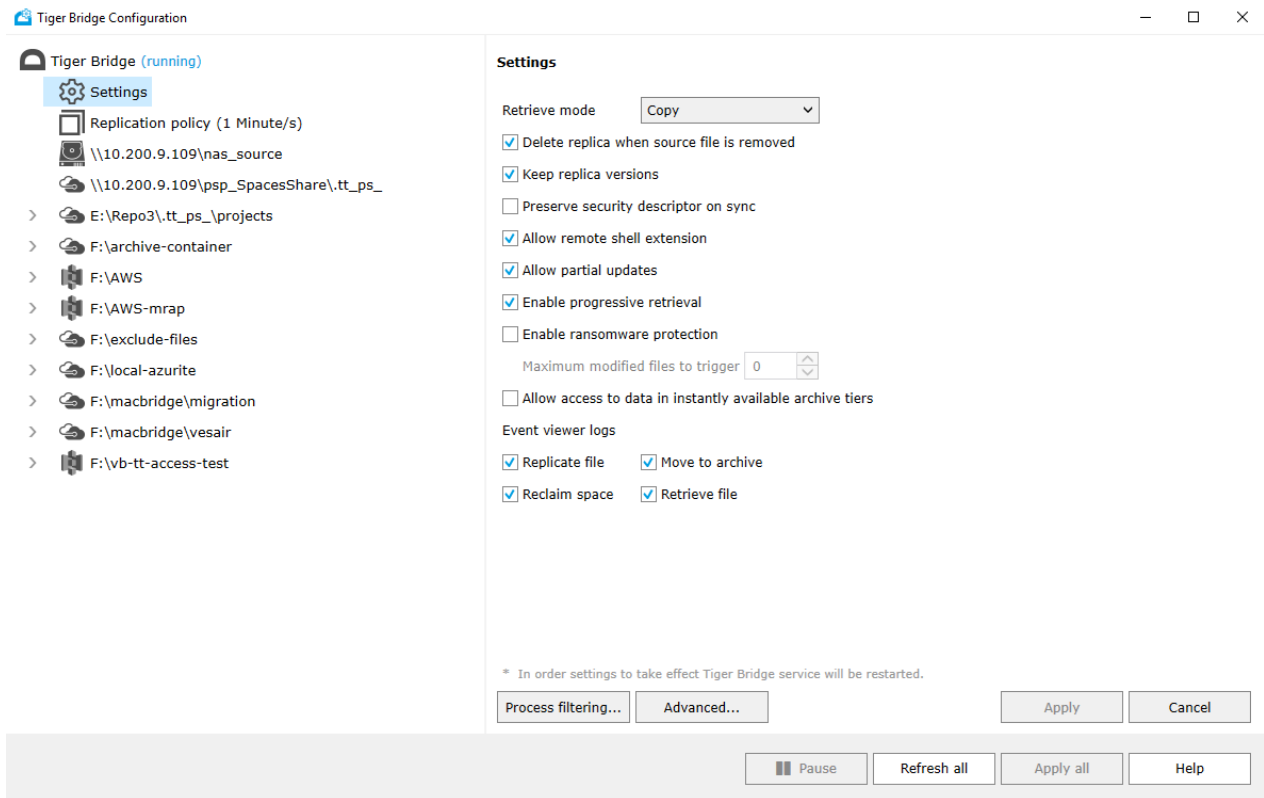 Tiger Bridge Configuration
Tiger Bridge (running)
Settings
Replication policy (1 Minute/s)
\\10.200.9.109\nas_source
\\10.200.9.109\psp_SpacesShare\.tt_ps_
E:\Repo3\.tt_ps_\projects
F:\archive-container
F:\AWS
F:\AWS-mrap
F:\exclude-files
F:\local-azurite
F:\macbridge\migration
F:\macbridge\vesair
F:\vb-tt-access-test
Settings
Retrieve mode Copy
Delete replica when source file is removed
Keep replica versions
Preserve security descriptor on sync
Allow remote shell extension
Allow partial updates
Enable progressive retrieval
Enable ransomware protection
Maximum modified files to trigger 0
Allow access to data in instantly available archive tiers
Event viewer logs
Replicate file Move to archive
Reclaim space Retrieve file
* In order settings to take effect Tiger Bridge service will be restarted.
Process filtering... Advanced... Apply Cancel
Pause Refresh all Apply all Help